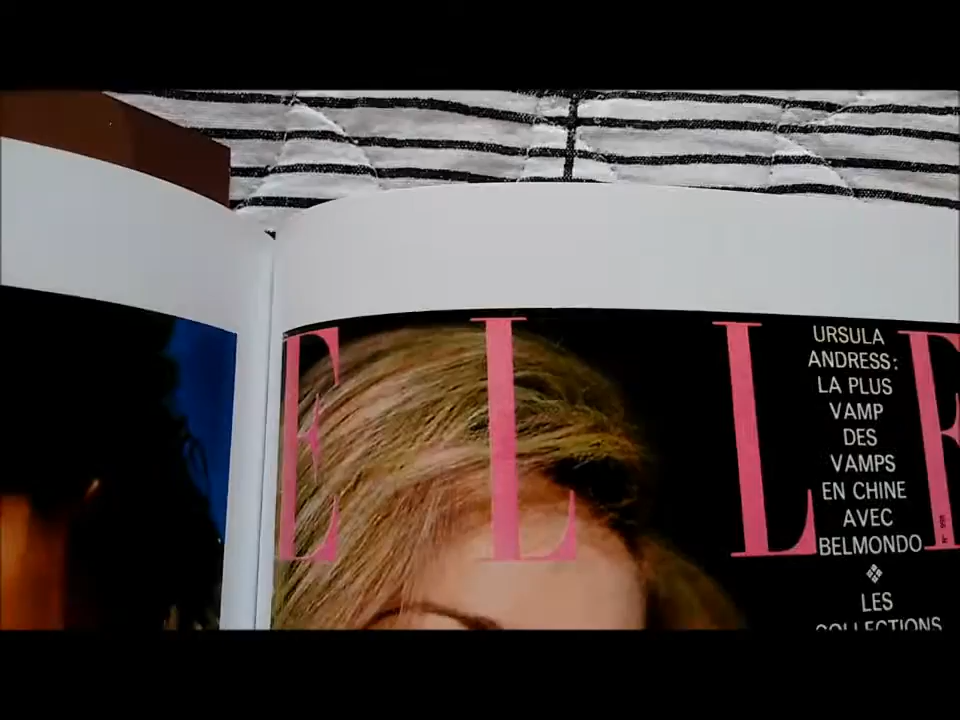 ELLE
URSULA
ANDRESS:
LA PLUS
VAMP
DES
VAMPS
EN CHINE
AVEC
BELMONDO
LES
COLLECTIONS